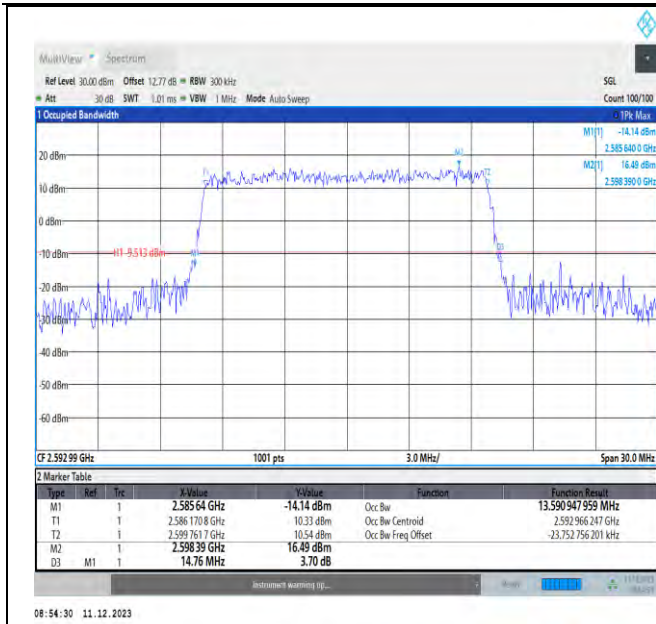 MultiView Spectrum
Ref Level 30.00 dBm Offset 12.77 dB RBW 300 kHz SGL
Att 30 dB SWT 1.01 ms VBW 1 MHz Mode Auto Sweep Count 100/100
1 Occupied Bandwidth 1Pk Max
M1[1] -14.14 dBm
2.585 640 0 GHz
M2[1] 16.49 dBm
2.598 390 0 GHz
20 dBm
10 dBm
0 dBm
-10 dBm
H1 -9.513 dBm
-20 dBm
-30 dBm
-40 dBm
-50 dBm
-60 dBm
T1
M2
T2
M1
D3
CF 2.592 99 GHz 1001 pts 3.0 MHz/ Span 30.0 MHz
2 Marker Table
Type Ref Trc X-Value Y-Value Function Function Result
M1 1 2.585 64 GHz -14.14 dBm Occ Bw 13.590 947 959 MHz
T1 1 2.586 170 8 GHz 10.33 dBm Occ Bw Centroid 2.592 966 247 GHz
T2 1 2.599 761 7 GHz 10.54 dBm Occ Bw Freq Offset -23.752 756 201 kHz
M2 1 2.598 39 GHz 16.49 dBm
D3 M1 1 14.76 MHz 3.70 dB
Instrument warming up...
08:54:30 11.12.2023